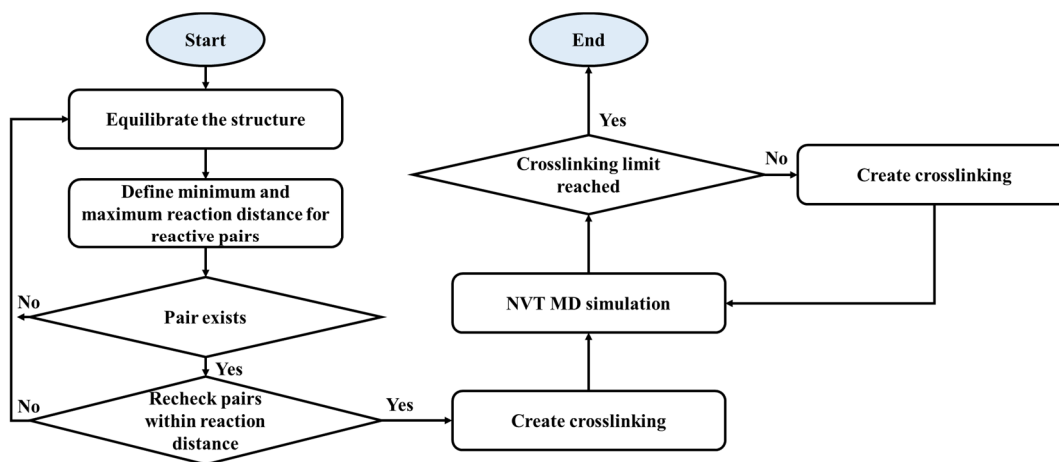 Start
Equilibrate the structure
Define minimum and
maximum reaction distance for
reactive pairs
No
Pair exists
Yes
No
Recheck pairs
within reaction
distance
Yes
Create crosslinking
NVT MD simulation
Crosslinking limit
reached
No
Create crosslinking
Yes
End